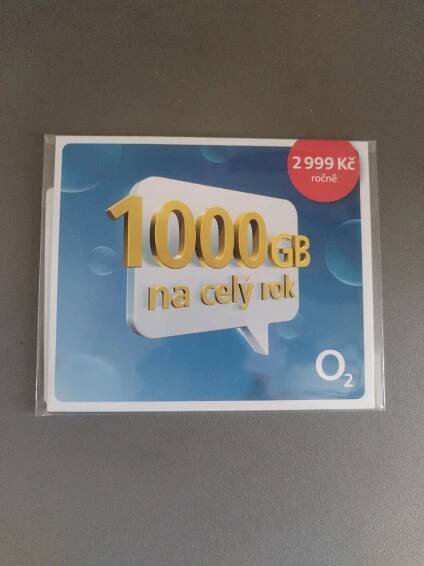 2 999 Kč
ročně
1000GB
na celý rok
O2